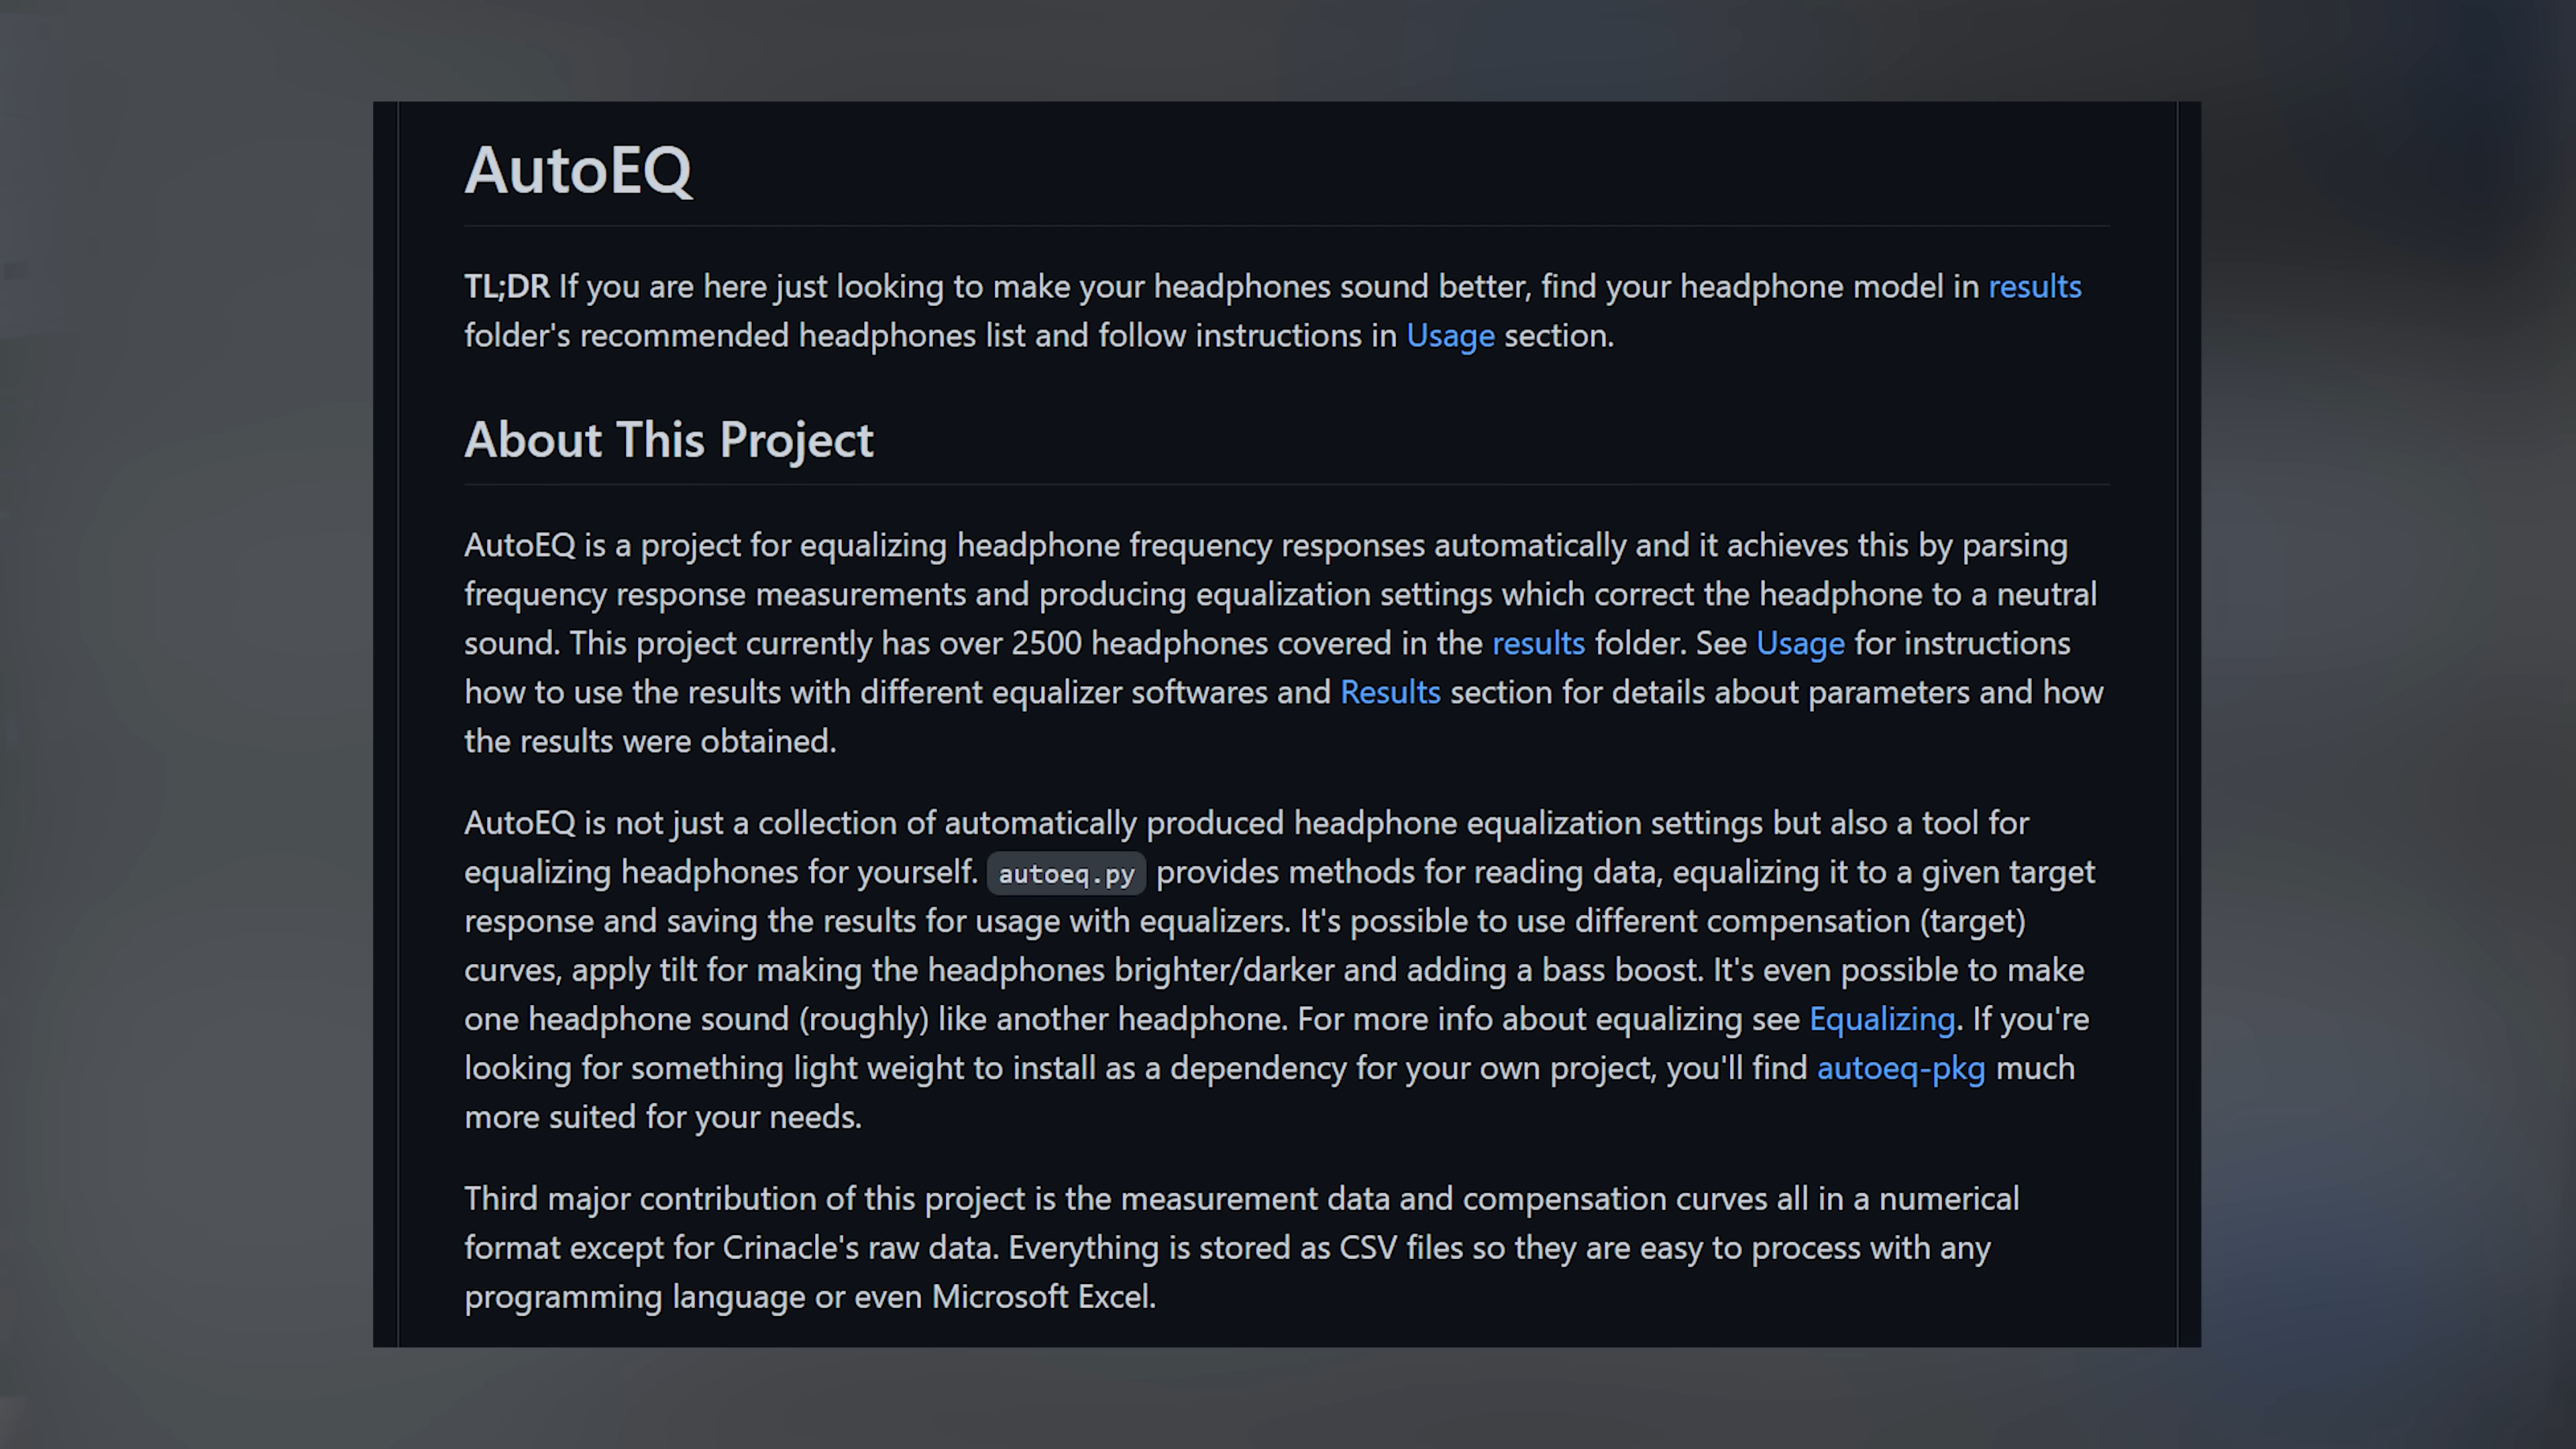 AutoEQ
TL;DR If you are here just looking to make your headphones sound better, find your headphone model in results
folder's recommended headphones list and follow instructions in Usage section.
About This Project
AutoEQ is a project for equalizing headphone frequency responses automatically and it achieves this by parsing
frequency response measurements and producing equalization settings which correct the headphone to a neutral
sound. This project currently has over 2500 headphones covered in the results folder. See Usage for instructions
how to use the results with different equalizer softwares and Results section for details about parameters and how
the results were obtained.
AutoEQ is not just a collection of automatically produced headphone equalization settings but also a tool for
equalizing headphones for yourself. autoeq.py provides methods for reading data, equalizing it to a given target
response and saving the results for usage with equalizers. It's possible to use different compensation (target)
curves, apply tilt for making the headphones brighter/darker and adding a bass boost. It's even possible to make
one headphone sound (roughly) like another headphone. For more info about equalizing see Equalizing. If you're
looking for something light weight to install as a dependency for your own project, you'll find autoeq-pkg much
more suited for your needs.
Third major contribution of this project is the measurement data and compensation curves all in a numerical
format except for Crinacle's raw data. Everything is stored as CSV files so they are easy to process with any
programming language or even Microsoft Excel.